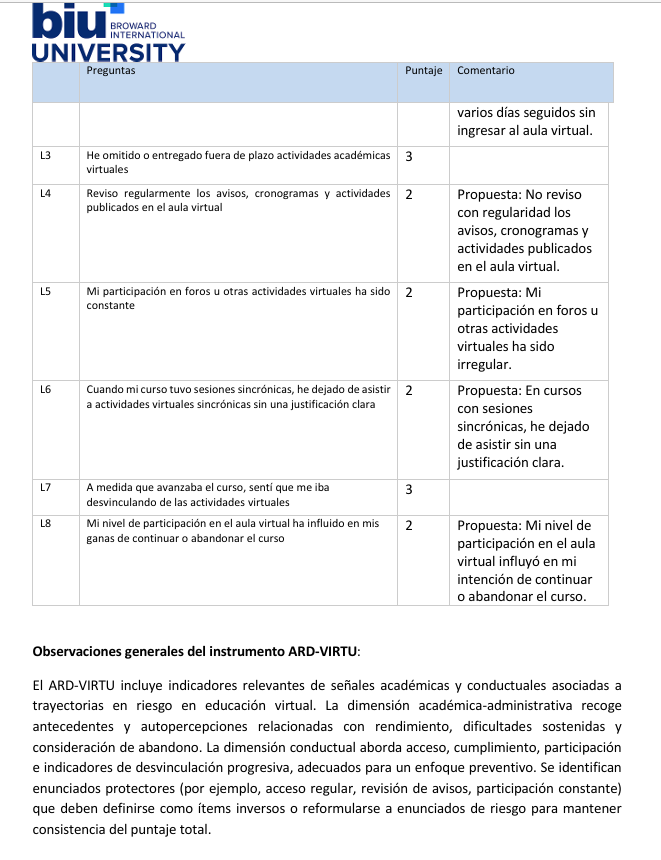 biu BROWARD
INTERNATIONAL
UNIVERSITY
Preguntas Puntaje Comentario
varios días seguidos sin
ingresar al aula virtual.
L3 He omitido o entregado fuera de plazo actividades académicas 3
virtuales
L4 Reviso regularmente los avisos, cronogramas y actividades 2 Propuesta: No reviso
publicados en el aula virtual con regularidad los
avisos, cronogramas y
actividades publicados
en el aula virtual.
L5 Mi participación en foros u otras actividades virtuales ha sido 2 Propuesta: Mi
constante participación en foros u
otras actividades
virtuales ha sido
irregular.
L6 Cuando mi curso tuvo sesiones sincrónicas, he dejado de asistir 2 Propuesta: En cursos
a actividades virtuales sincrónicas sin una justificación clara con sesiones
sincrónicas, he dejado
de asistir sin una
justificación clara.
L7 A medida que avanzaba el curso, sentí que me iba 3
desvinculando de las actividades virtuales
L8 Mi nivel de participación en el aula virtual ha influido en mis 2 Propuesta: Mi nivel de
ganas de continuar o abandonar el curso participación en el aula
virtual influyó en mi
intención de continuar
o abandonar el curso.
Observaciones generales del instrumento ARD-VIRTU:
El ARD-VIRTU incluye indicadores relevantes de señales académicas y conductuales asociadas a
trayectorias en riesgo en educación virtual. La dimensión académica-administrativa recoge
antecedentes y autopercepciones relacionadas con rendimiento, dificultades sostenidas y
consideración de abandono. La dimensión conductual aborda acceso, cumplimiento, participación
e indicadores de desvinculación progresiva, adecuados para un enfoque preventivo. Se identifican
enunciados protectores (por ejemplo, acceso regular, revisión de avisos, participación constante)
que deben definirse como ítems inversos o reformularse a enunciados de riesgo para mantener
consistencia del puntaje total.